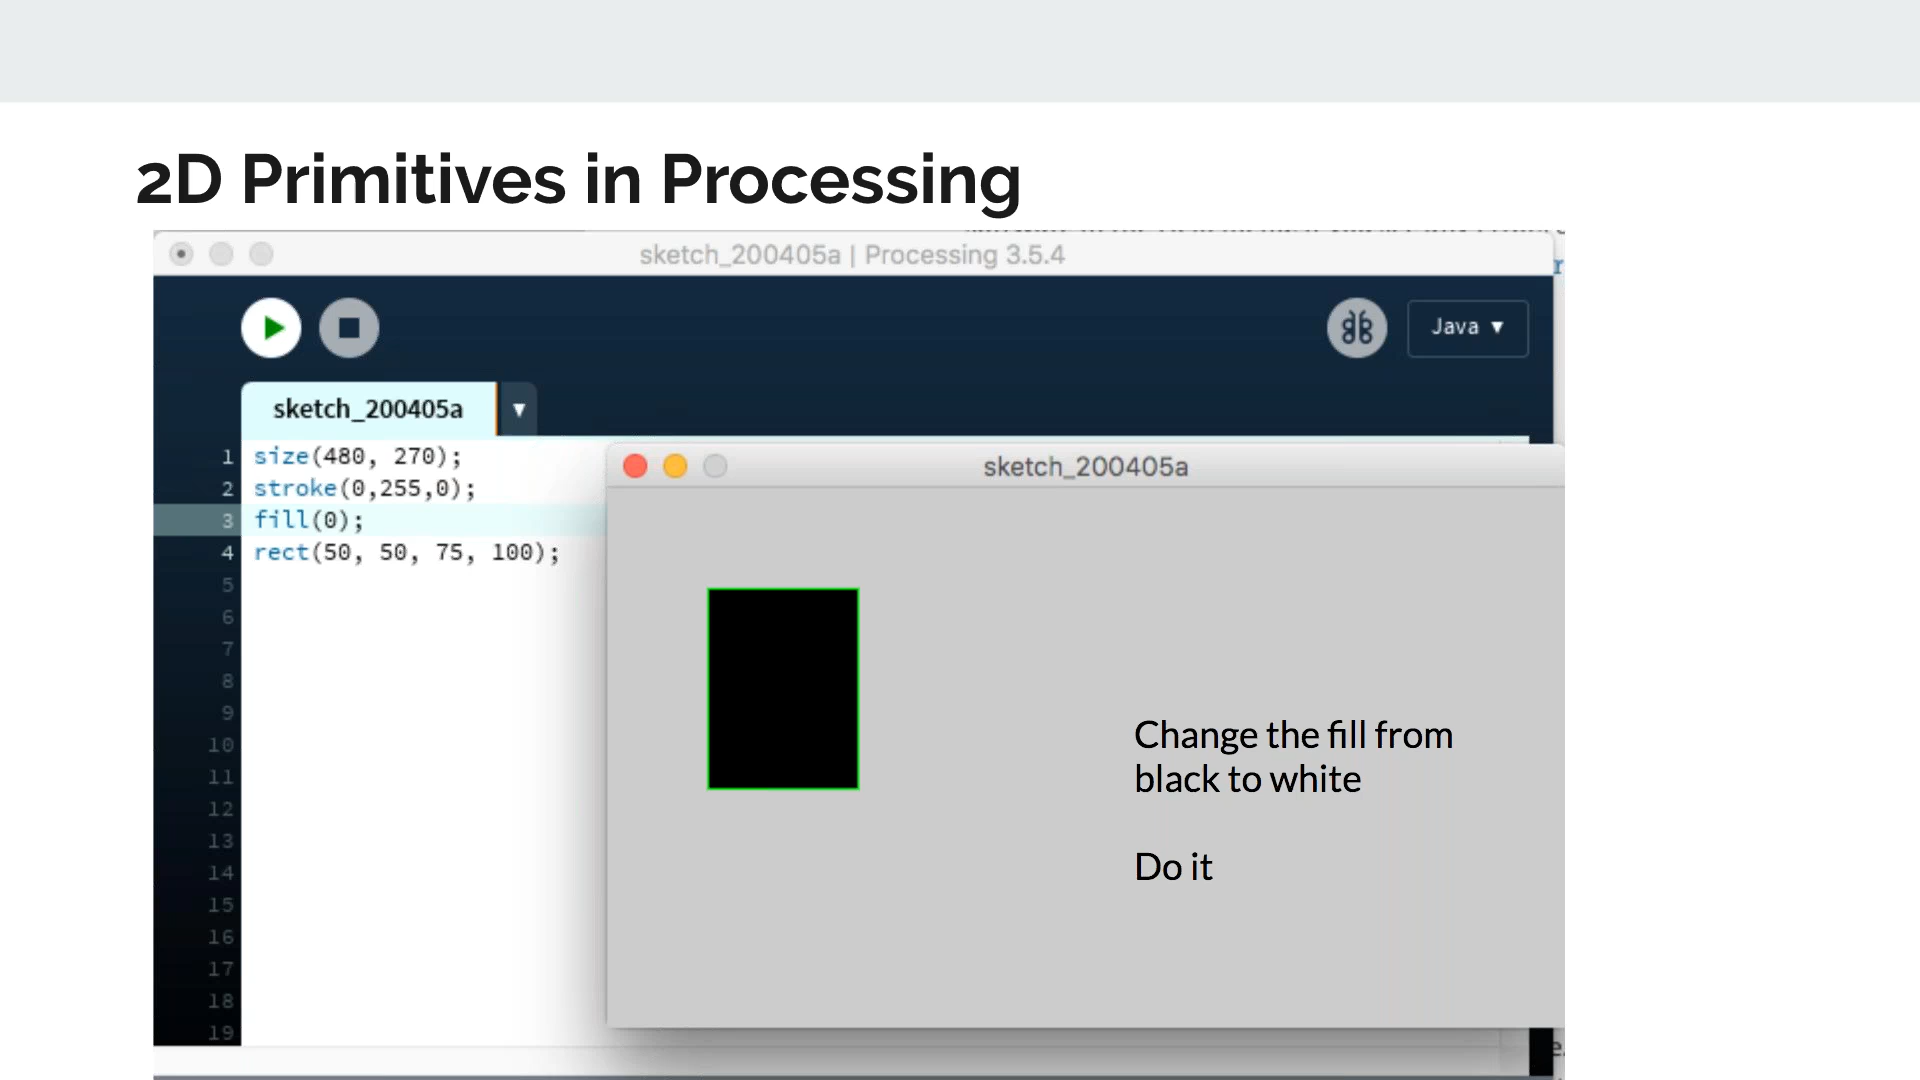 2D Primitives in Processing
sketch_200405a | Processing 3.5.4
Java ▼
sketch_200405a ▼
1 size(480, 270);
2 stroke(0,255,0);
3 fill(0);
4 rect(50, 50, 75, 100);
5
6
7
8
9
10
11
12
13
14
15
16
17
18
19
sketch_200405a
Change the fill from
black to white
Do it